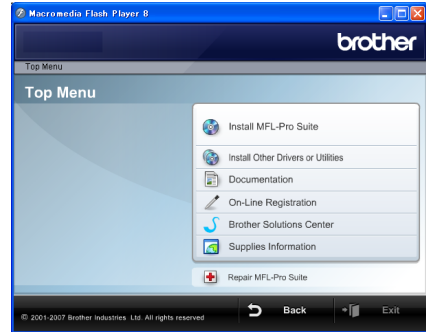 Macromedia Flash Player 8
brother
Top Menu
Top Menu
Install MFL-Pro Suite
Install Other Drivers or Utilities
Documentation
On-Line Registration
Brother Solutions Center
Supplies Information
Repair MFL-Pro Suite
© 2001-2007 Brother Industries Ltd. All rights reserved
Back
Exit